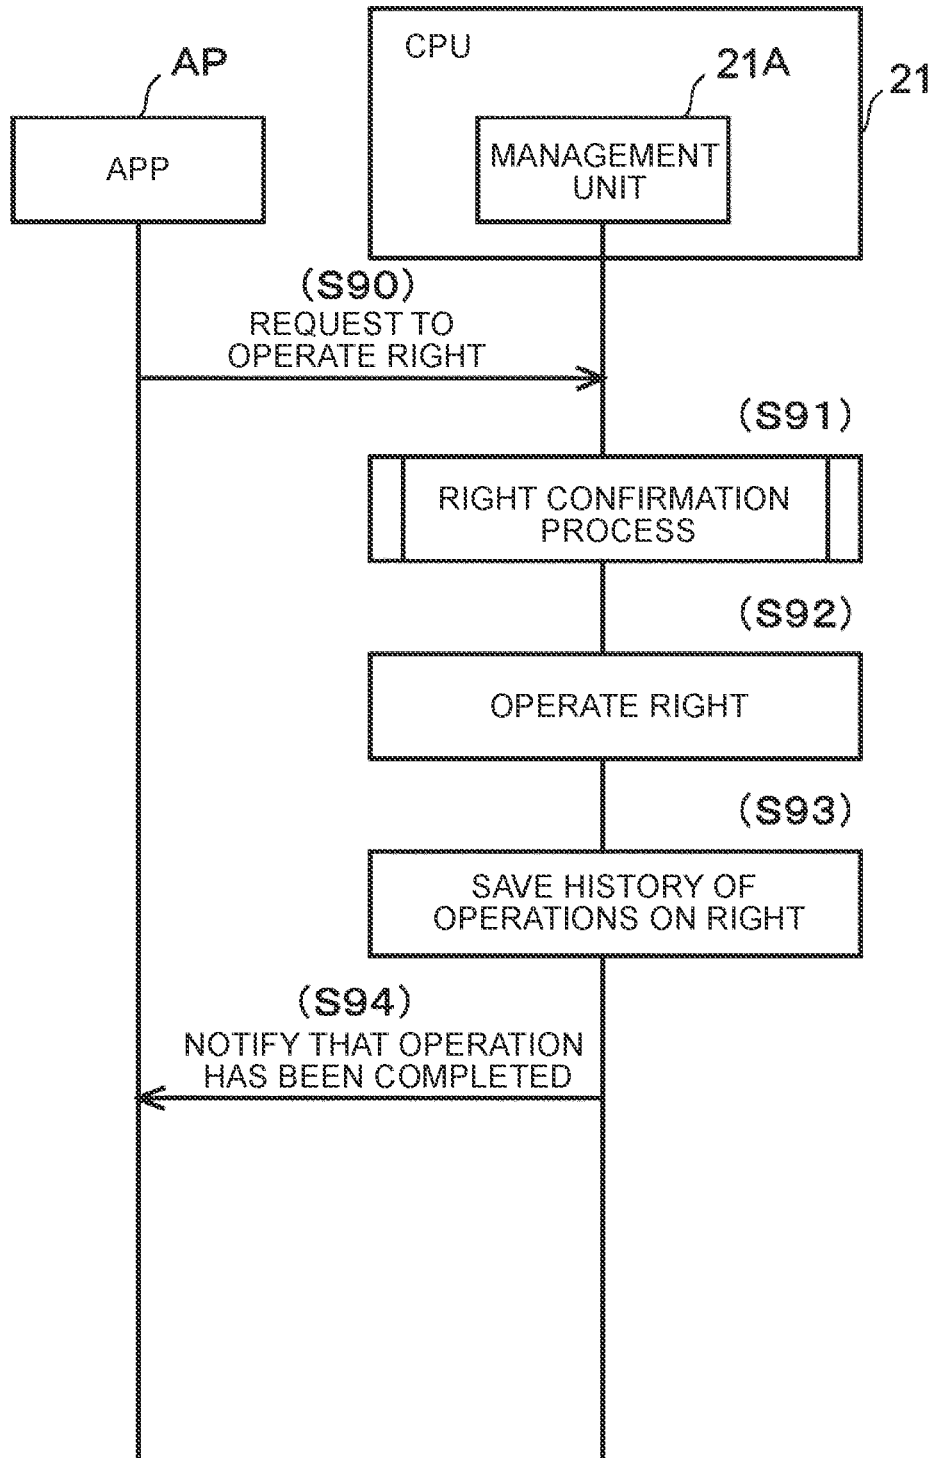 CPU
AP
21A
21
APP
MANAGEMENT
UNIT
(S90)
REQUEST TO
OPERATE RIGHT
(S91)
RIGHT CONFIRMATION
PROCESS
(S92)
OPERATE RIGHT
(S93)
SAVE HISTORY OF
OPERATIONS ON RIGHT
(S94)
NOTIFY THAT OPERATION
HAS BEEN COMPLETED